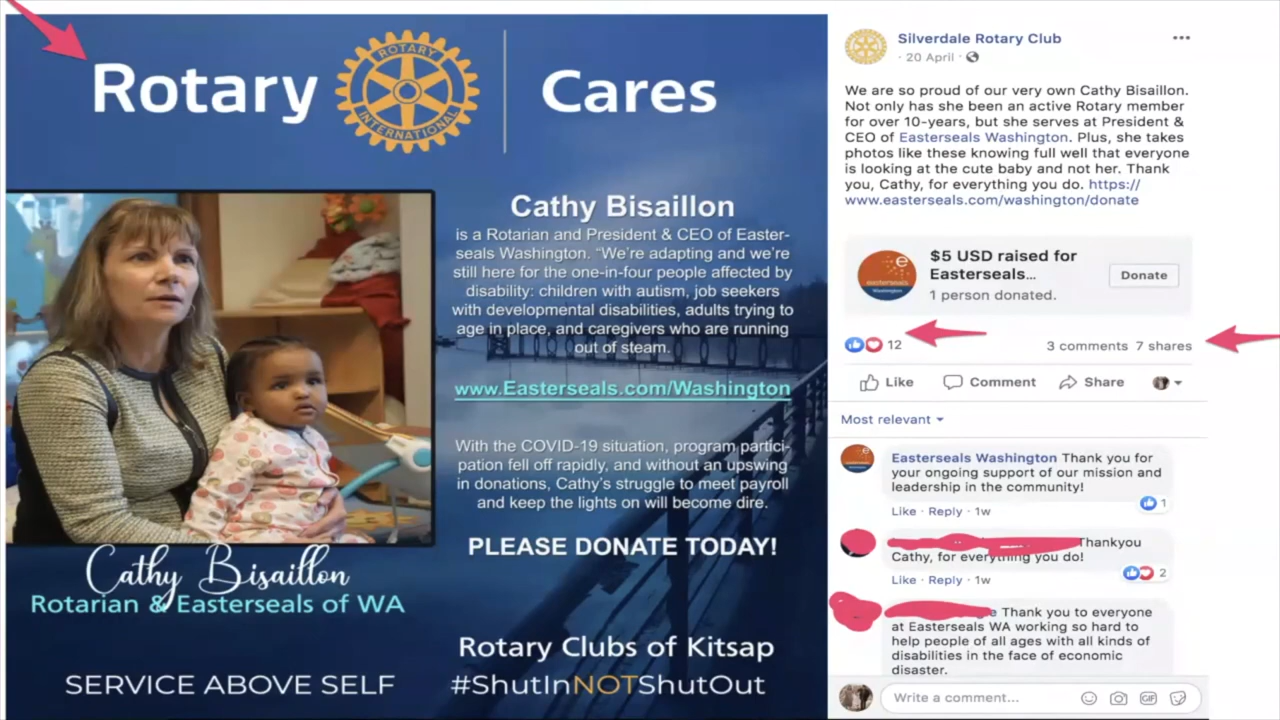 Rotary
ROTARY
INTERNATIONAL
Cares
Cathy Bisaillon
is a Rotarian and President & CEO of Easter-
seals Washington. “We're adapting and we're
still here for the one-in-four people affected by
disability: children with autism, job seekers
with developmental disabilities, adults trying to
age in place, and caregivers who are running
out of steam.
www.Easterseals.com/Washington
With the COVID-19 situation, program partici-
pation fell off rapidly, and without an upswing
in donations, Cathy's struggle to meet payroll
and keep the lights on will become dire.
PLEASE DONATE TODAY!
Cathy Bisaillon
Rotarian & Easterseals of WA
SERVICE ABOVE SELF
Rotary Clubs of Kitsap
#ShutInNOTShutOut
Silverdale Rotary Club
· 20 April ·
We are so proud of our very own Cathy Bisaillon.
Not only has she been an active Rotary member
for over 10-years, but she serves at President &
CEO of Easterseals Washington. Plus, she takes
photos like these knowing full well that everyone
is looking at the cute baby and not her. Thank
you, Cathy, for everything you do. https://
www.easterseals.com/washington/donate
easterseals
Washington
$5 USD raised for
Easterseals...
1 person donated.
Donate
12
3 comments 7 shares
Like
Comment
Share
Most relevant
Easterseals Washington Thank you for
your ongoing support of our mission and
leadership in the community!
1
Like · Reply · 1w
Thankyou
Cathy, for everything you do!
2
Like · Reply · 1w
Thank you to everyone
at Easterseals WA working so hard to
help people of all ages with all kinds of
disabilities in the face of economic
disaster.
Write a comment...
GIF